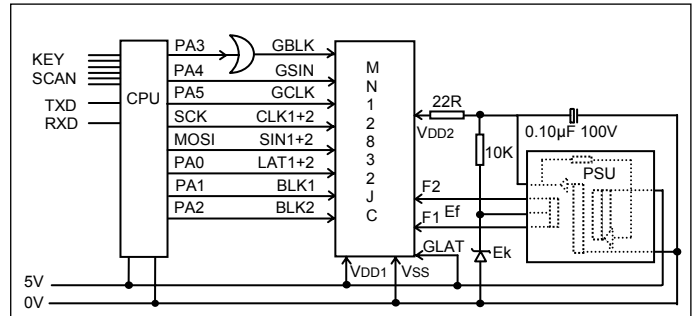 KEY
SCAN
TXD
RXD
CPU
PA3 GBLK
PA4 GSIN
PA5 GCLK
SCK CLK1+2
MOSI SIN1+2
PA0 LAT1+2
PA1 BLK1
PA2 BLK2
M
N
1
2
8
3
2
J
C
22R
VDD2
0.10µF 100V
10K
PSU
F2
F1 Ef
GLAT
Ek
VDD1 VSS
5V
0V